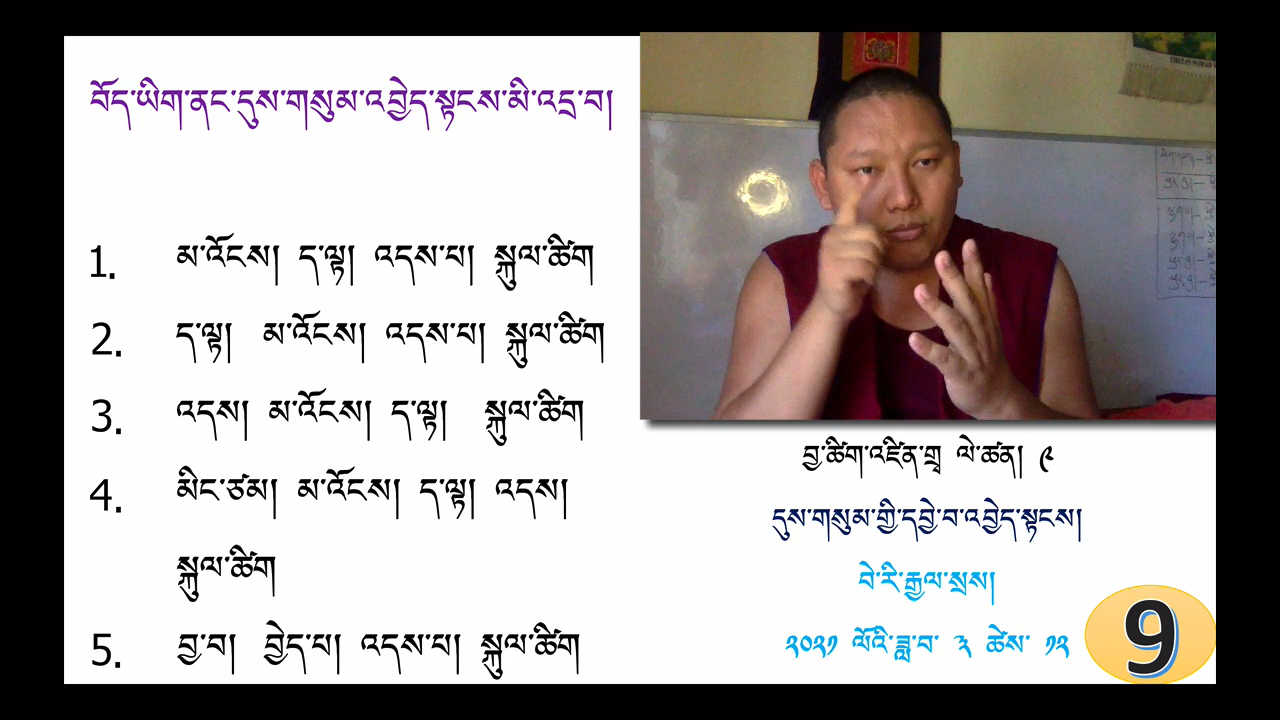 བོད་ཡིག་ནང་དུས་གསུམ་འབྱེད་སྟངས་མི་འདྲ་བ།
1. མ་འོངས། ད་ལྟ། འདས་པ། སྐུལ་ཚིག
2. ད་ལྟ། མ་འོངས། འདས་པ། སྐུལ་ཚིག
3. འདས། མ་འོངས། ད་ལྟ། སྐུལ་ཚིག
4. མིང་ཙམ། མ་འོངས། ད་ལྟ། འདས།
སྐུལ་ཚིག
5. བྱ་བ། བྱེད་པ། འདས་པ། སྐུལ་ཚིག
བྱ་ཚིག་འཛིན་གྲྭ ལེ་ཚན། ༩
དུས་གསུམ་གྱི་དབྱེ་བ་འབྱེད་སྟངས།
བེ་རི་རྒྱལ་སྲས།
༢༠༢༡ ལོའི་ཟླ་བ་ ༣ ཚེས་ ༡༢
9